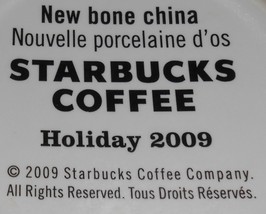 New bone china
Nouvelle porcelaine d'os
STARBUCKS
COFFEE
Holiday 2009
© 2009 Starbucks Coffee Company.
All Rights Reserved. Tous Droits Réservés.